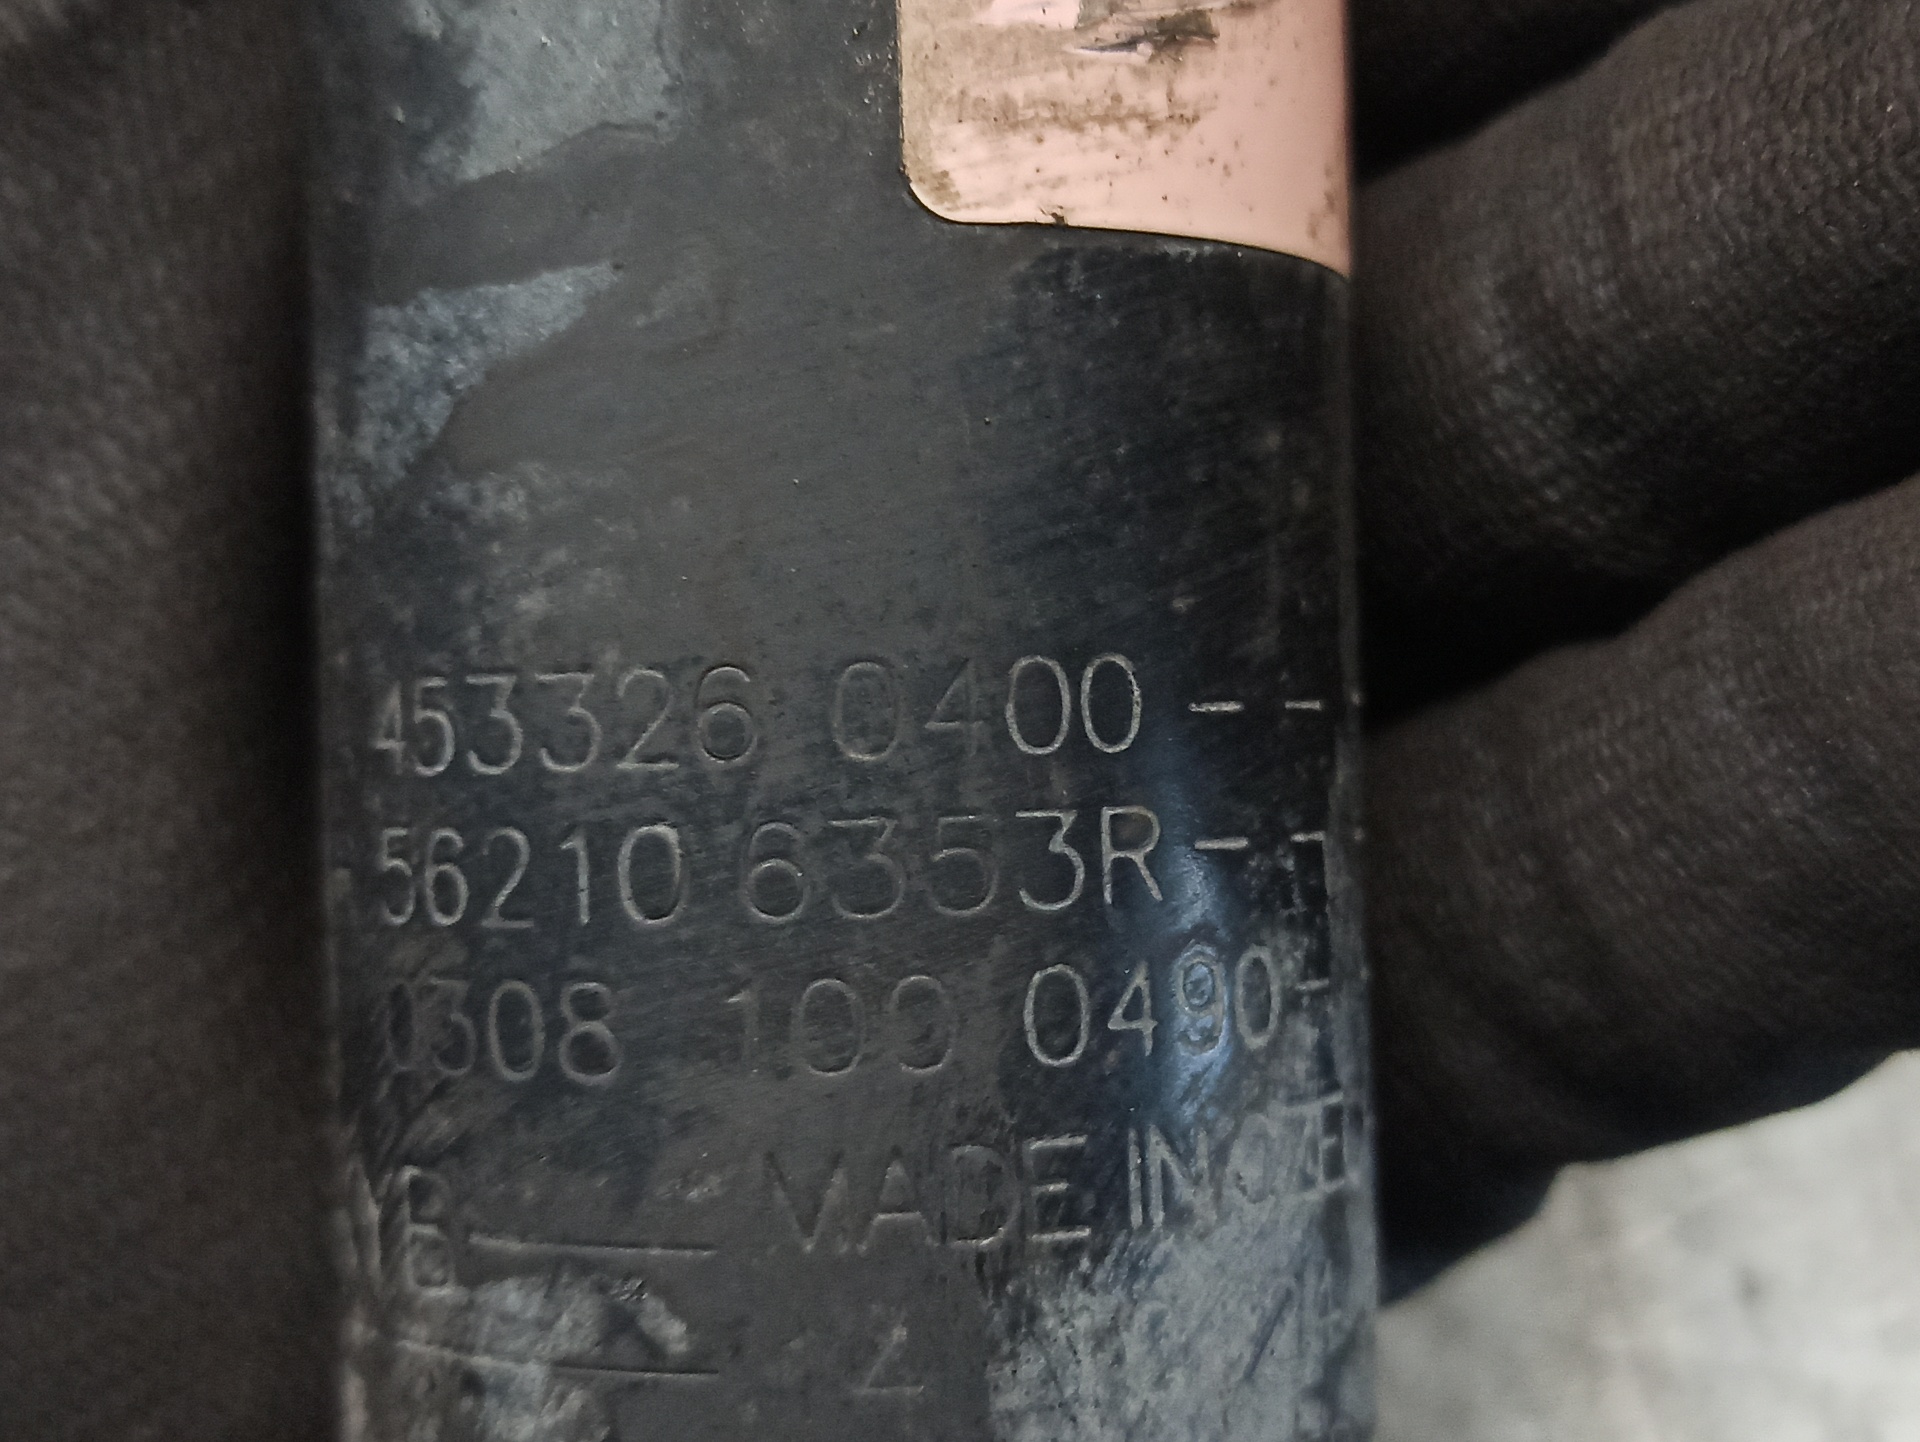 453326 0400--
56210 6353R--
0308 100 0490-
MADE IN